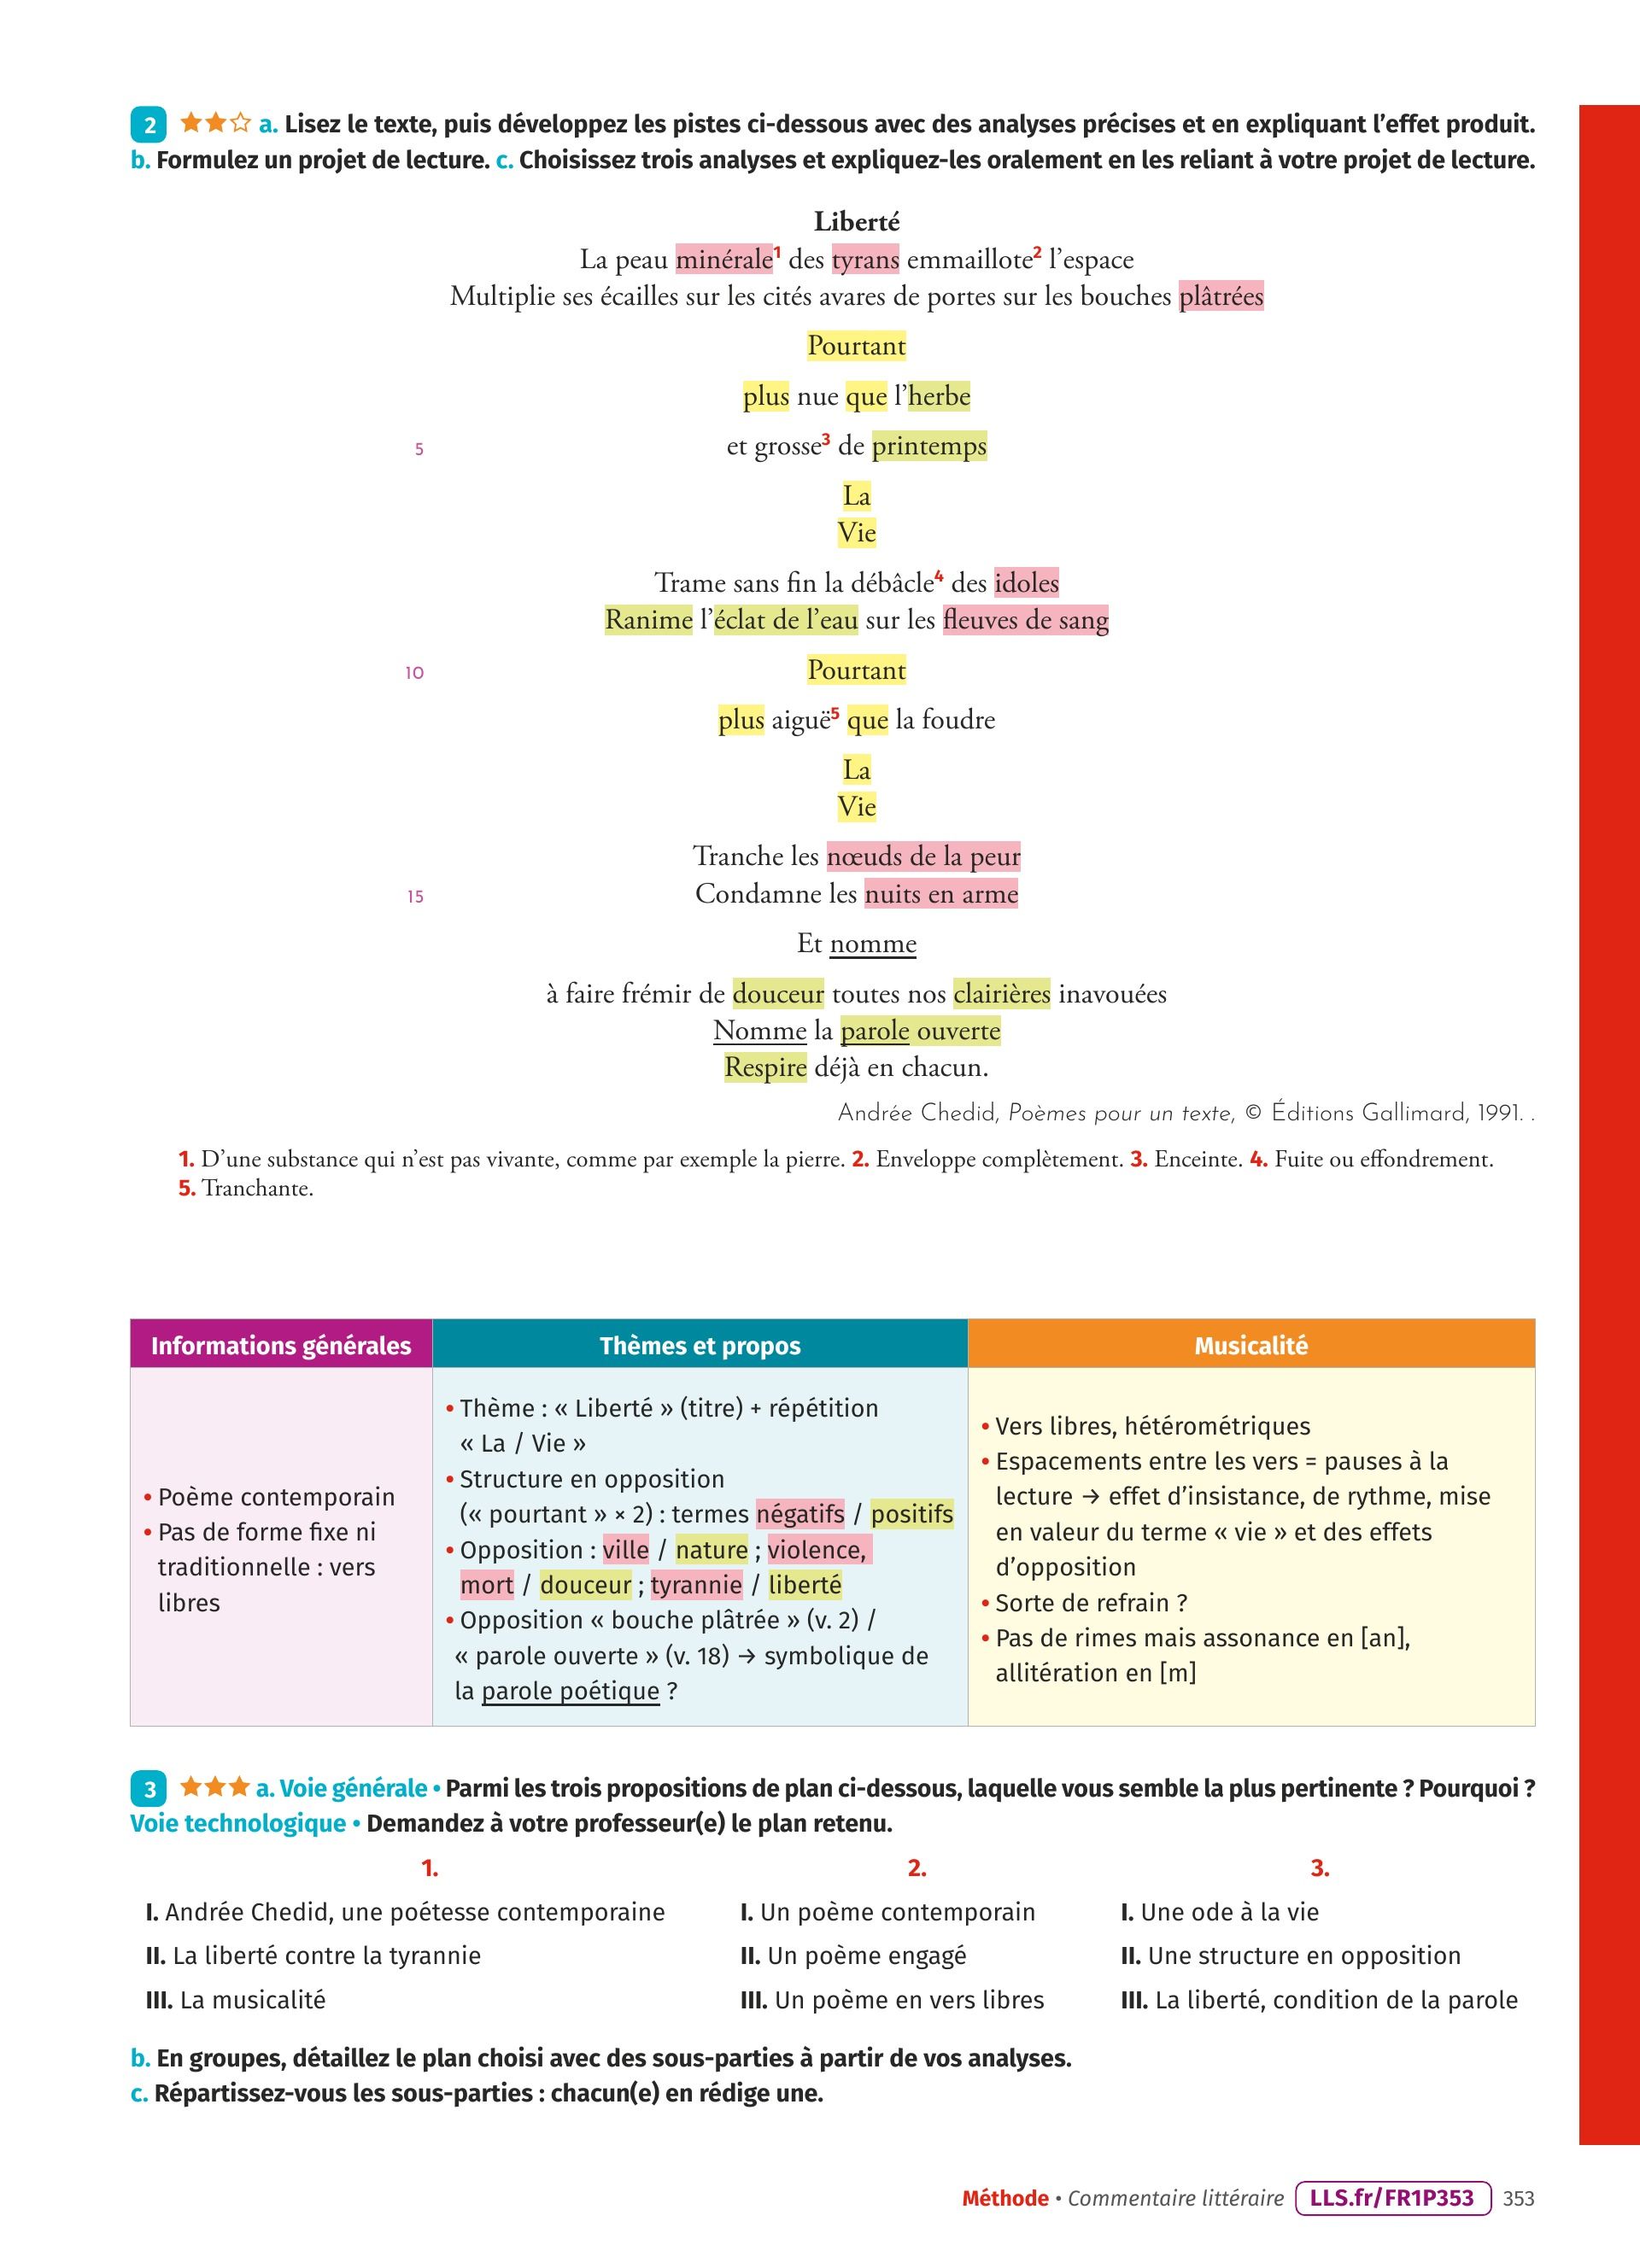 2 ★★☆ a. Lisez le texte, puis développez les pistes ci-dessous avec des analyses précises et en expliquant l’effet produit.
b. Formulez un projet de lecture. c. Choisissez trois analyses et expliquez-les oralement en les reliant à votre projet de lecture.
Liberté
La peau minérale1 des tyrans emmaillote2 l’espace
Multiplie ses écailles sur les cités avares de portes sur les bouches plâtrées
Pourtant
plus nue que l’herbe
5 et grosse3 de printemps
La
Vie
Trame sans fin la débâcle4 des idoles
Ranime l’éclat de l’eau sur les fleuves de sang
10 Pourtant
plus aiguë5 que la foudre
La
Vie
Tranche les nœuds de la peur
15 Condamne les nuits en arme
Et nomme
à faire frémir de douceur toutes nos clairières inavouées
Nomme la parole ouverte
Respire déjà en chacun.
Andrée Chedid, Poèmes pour un texte, © Éditions Gallimard, 1991. .
1. D’une substance qui n’est pas vivante, comme par exemple la pierre. 2. Enveloppe complètement. 3. Enceinte. 4. Fuite ou effondrement.
5. Tranchante.
Informations générales
• Poème contemporain
• Pas de forme fixe ni
traditionnelle : vers
libres
Thèmes et propos
• Thème : « Liberté » (titre) + répétition
« La / Vie »
• Structure en opposition
(« pourtant » × 2) : termes négatifs / positifs
• Opposition : ville / nature ; violence,
mort / douceur ; tyrannie / liberté
• Opposition « bouche plâtrée » (v. 2) /
« parole ouverte » (v. 18) → symbolique de
la parole poétique ?
Musicalité
• Vers libres, hétérométriques
• Espacements entre les vers = pauses à la
lecture → effet d’insistance, de rythme, mise
en valeur du terme « vie » et des effets
d’opposition
• Sorte de refrain ?
• Pas de rimes mais assonance en [an],
allitération en [m]
3 ★★★ a. Voie générale • Parmi les trois propositions de plan ci-dessous, laquelle vous semble la plus pertinente ? Pourquoi ?
Voie technologique • Demandez à votre professeur(e) le plan retenu.
1.
I. Andrée Chedid, une poétesse contemporaine
II. La liberté contre la tyrannie
III. La musicalité
2.
I. Un poème contemporain
II. Un poème engagé
III. Un poème en vers libres
3.
I. Une ode à la vie
II. Une structure en opposition
III. La liberté, condition de la parole
b. En groupes, détaillez le plan choisi avec des sous-parties à partir de vos analyses.
c. Répartissez-vous les sous-parties : chacun(e) en rédige une.
Méthode • Commentaire littéraire LLS.fr/FR1P353 353